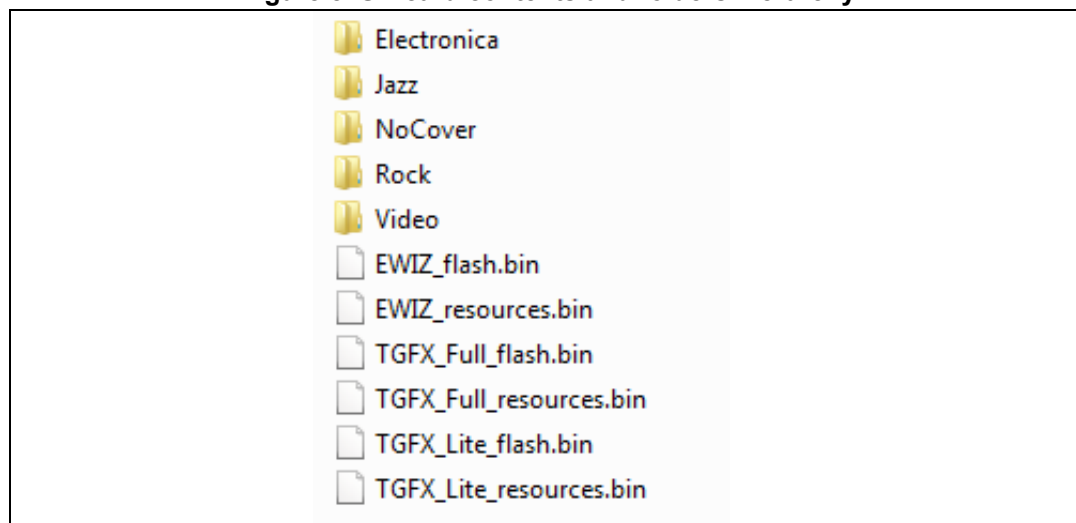 Electronica
Jazz
NoCover
Rock
Video
EWIZ_flash.bin
EWIZ_resources.bin
TGFX_Full_flash.bin
TGFX_Full_resources.bin
TGFX_Lite_flash.bin
TGFX_Lite_resources.bin